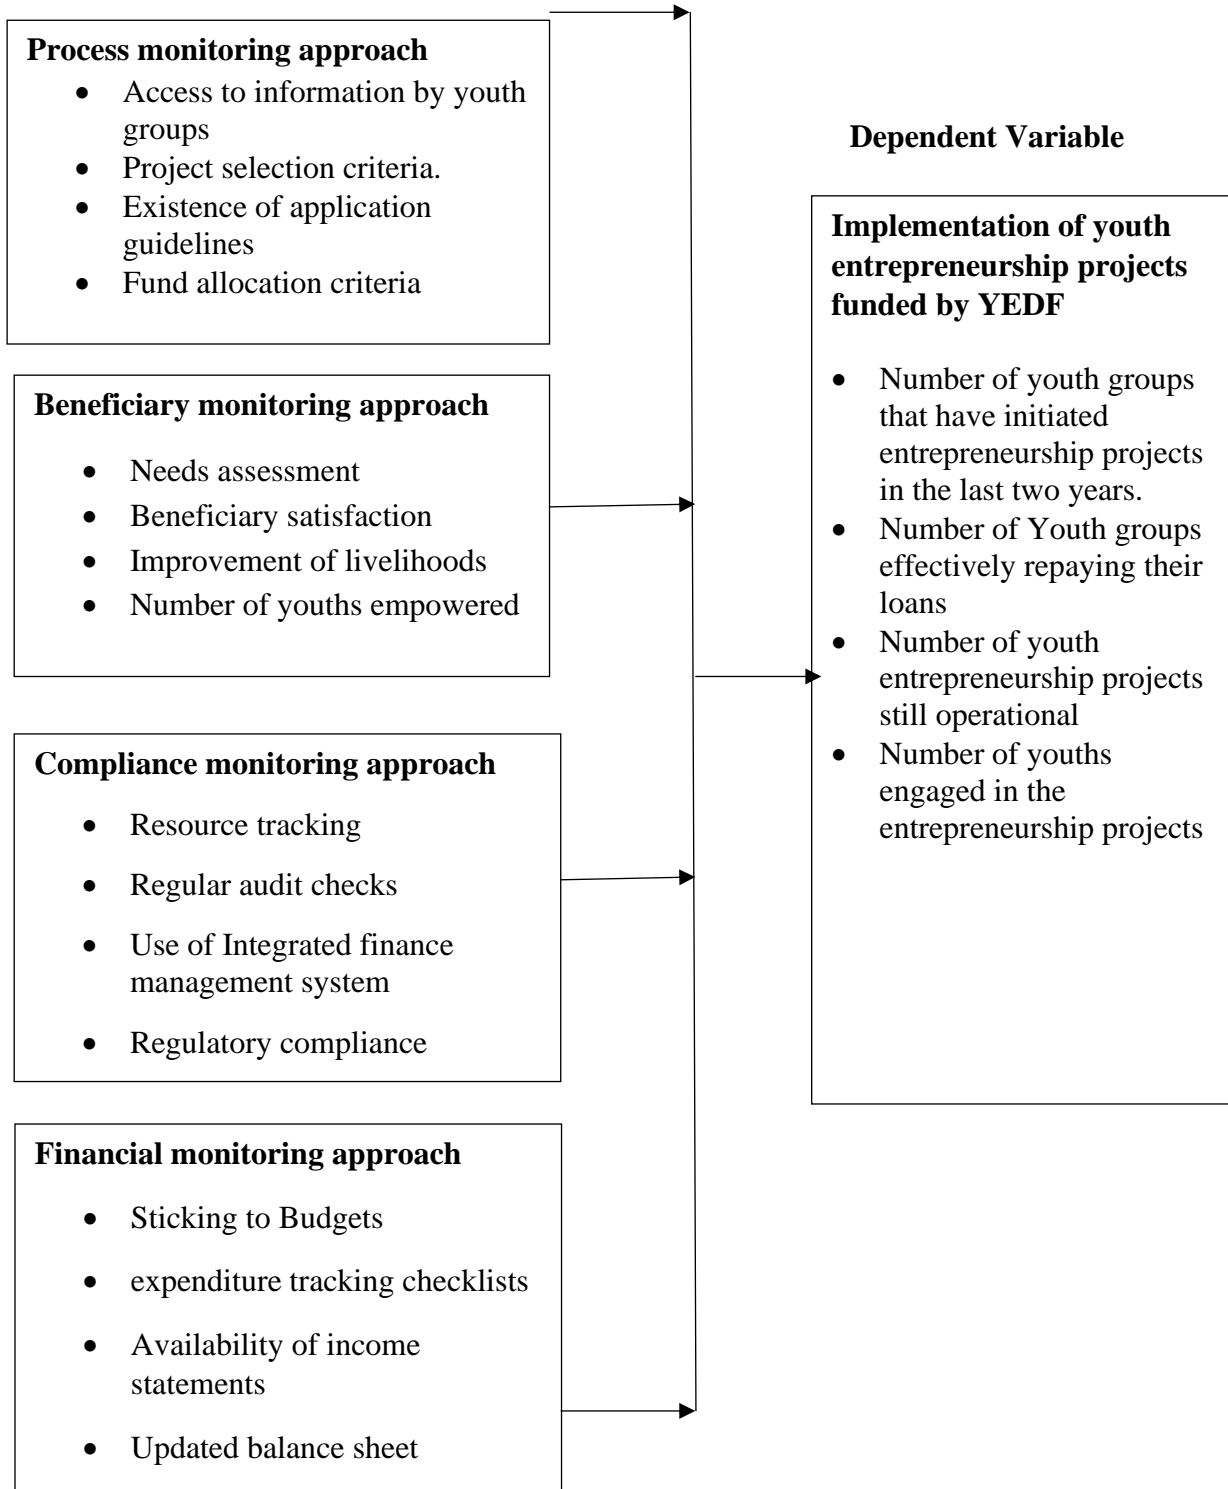 Process monitoring approach
• Access to information by youth
groups
• Project selection criteria.
• Existence of application
guidelines
• Fund allocation criteria
Beneficiary monitoring approach
• Needs assessment
• Beneficiary satisfaction
• Improvement of livelihoods
• Number of youths empowered
Compliance monitoring approach
• Resource tracking
• Regular audit checks
• Use of Integrated finance
management system
• Regulatory compliance
Financial monitoring approach
• Sticking to Budgets
• expenditure tracking checklists
• Availability of income
statements
• Updated balance sheet
Dependent Variable
Implementation of youth
entrepreneurship projects
funded by YEDF
• Number of youth groups
that have initiated
entrepreneurship projects
in the last two years.
• Number of Youth groups
effectively repaying their
loans
• Number of youth
entrepreneurship projects
still operational
• Number of youths
engaged in the
entrepreneurship projects